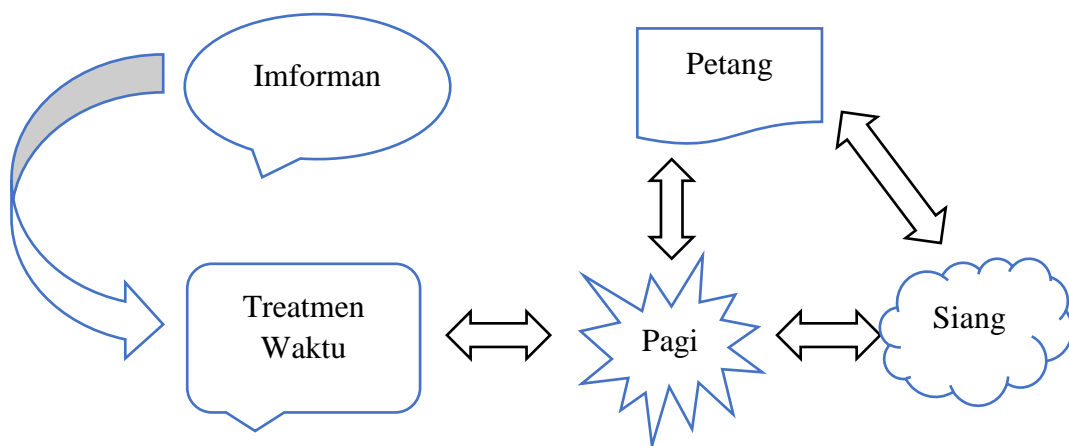 Imforman
Petang
Treatmen
Waktu
Pagi
Siang